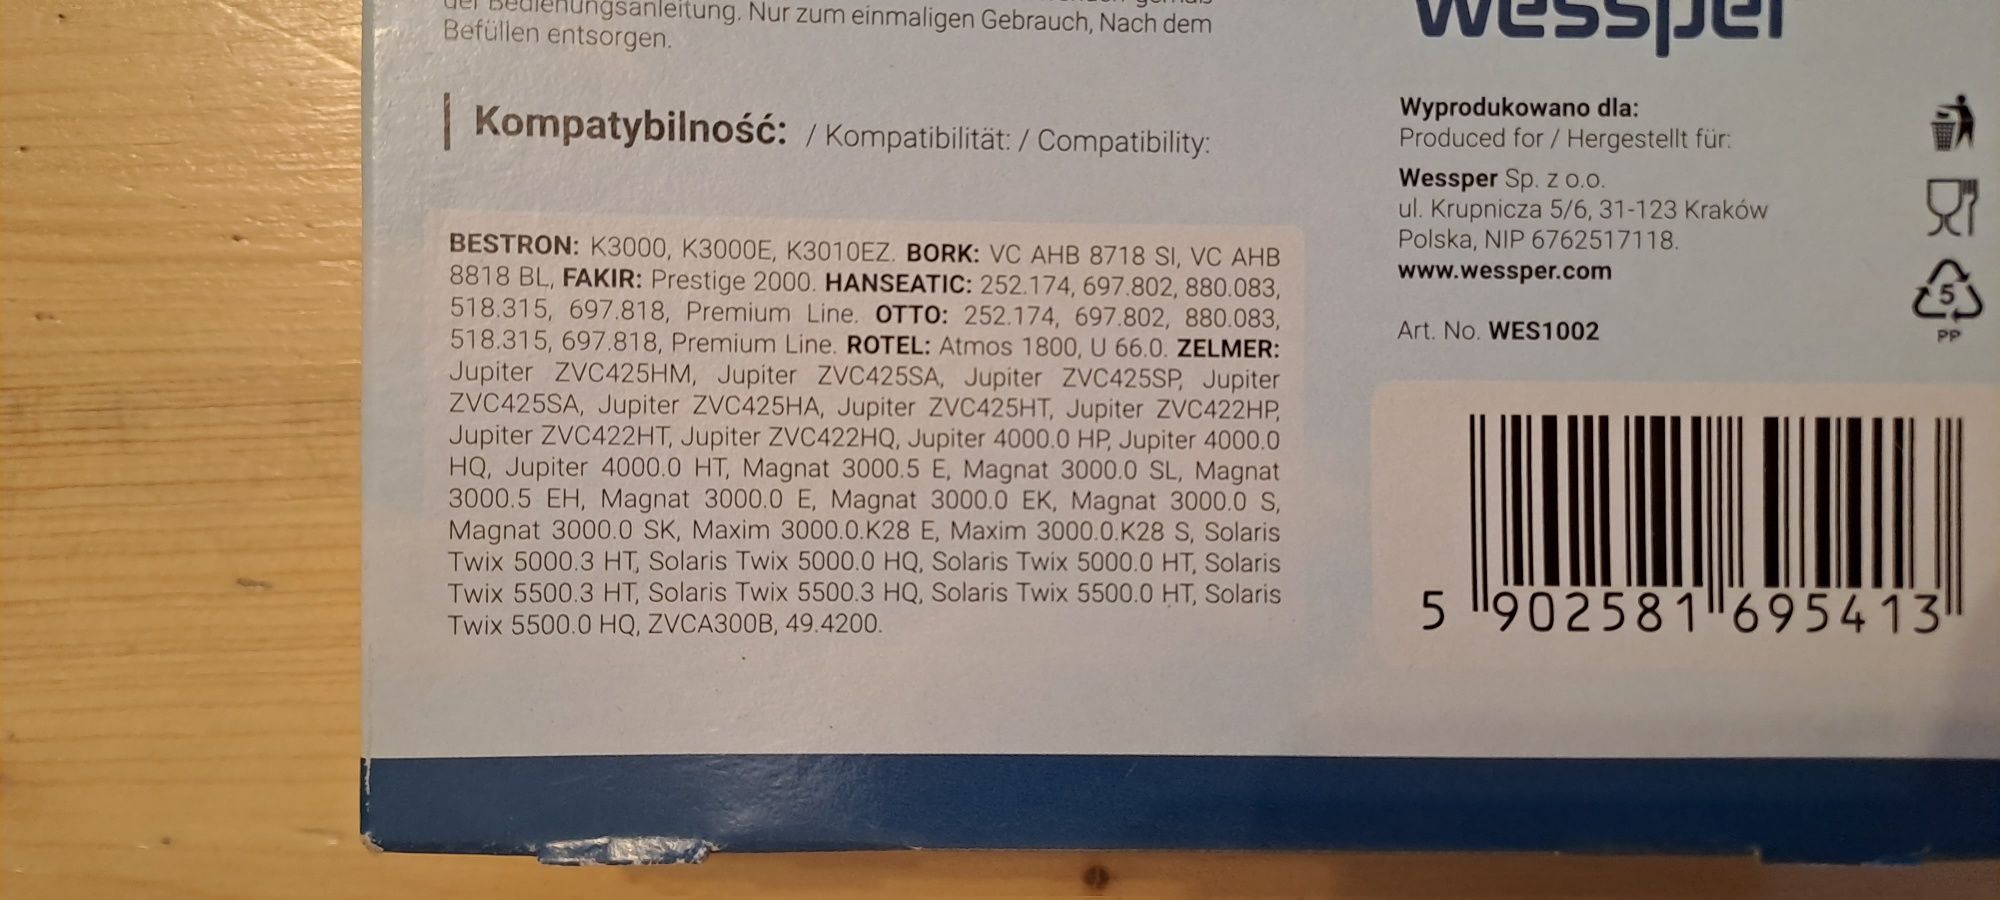 der Bedienungsanleitung. Nur zum einmaligen Gebrauch, Nach dem
Befüllen entsorgen.
Kompatybilność: / Kompatibilität: / Compatibility:
BESTRON: K3000, K3000E, K3010EZ. BORK: VC AHB 8718 SI, VC AHB
8818 BL, FAKIR: Prestige 2000. HANSEATIC: 252.174, 697.802, 880.083,
518.315, 697.818, Premium Line. OTTO: 252.174, 697.802, 880.083,
518.315, 697.818, Premium Line. ROTEL: Atmos 1800, U 66.0. ZELMER:
Jupiter ZVC425HM, Jupiter ZVC425SA, Jupiter ZVC425SP, Jupiter
ZVC425SA, Jupiter ZVC425HA, Jupiter ZVC425HT, Jupiter ZVC422HP,
Jupiter ZVC422HT, Jupiter ZVC422HQ, Jupiter 4000.0 HP, Jupiter 4000.0
HQ, Jupiter 4000.0 HT, Magnat 3000.5 E, Magnat 3000.0 SL, Magnat
3000.5 EH, Magnat 3000.0 E, Magnat 3000.0 EK, Magnat 3000.0 S,
Magnat 3000.0 SK, Maxim 3000.0.K28 E, Maxim 3000.0.K28 S, Solaris
Twix 5000.3 HT, Solaris Twix 5000.0 HQ, Solaris Twix 5000.0 HT, Solaris
Twix 5500.3 HT, Solaris Twix 5500.3 HQ, Solaris Twix 5500.0 HT, Solaris
Twix 5500.0 HQ, ZVCA300B, 49.4200.
wessper
Wyprodukowano dla:
Produced for / Hergestellt für:
Wessper Sp. z o.o.
ul. Krupnicza 5/6, 31-123 Kraków
Polska, NIP 6762517118.
www.wessper.com
Art. No. WES1002
5
PP
5 902581 695413